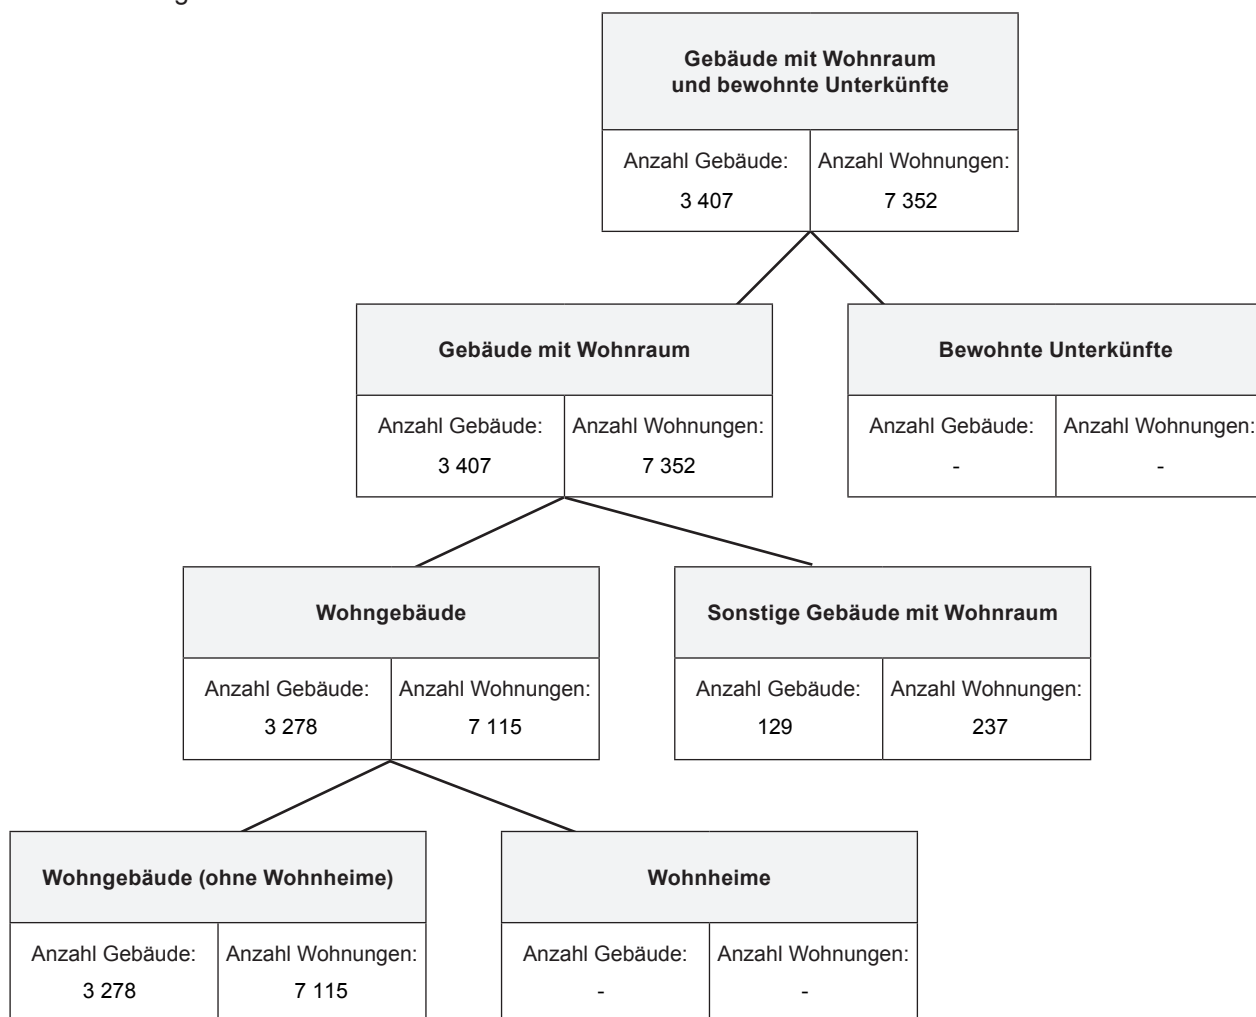 Gebäude mit Wohnraum
und bewohnte Unterkünfte
Anzahl Gebäude: Anzahl Wohnungen:
3 407 7 352
Gebäude mit Wohnraum Bewohnte Unterkünfte
Anzahl Gebäude: Anzahl Wohnungen: Anzahl Gebäude: Anzahl Wohnungen:
3 407 7 352 - -
Wohngebäude Sonstige Gebäude mit Wohnraum
Anzahl Gebäude: Anzahl Wohnungen: Anzahl Gebäude: Anzahl Wohnungen:
3 278 7 115 129 237
Wohngebäude (ohne Wohnheime) Wohnheime
Anzahl Gebäude: Anzahl Wohnungen: Anzahl Gebäude: Anzahl Wohnungen:
3 278 7 115 - -